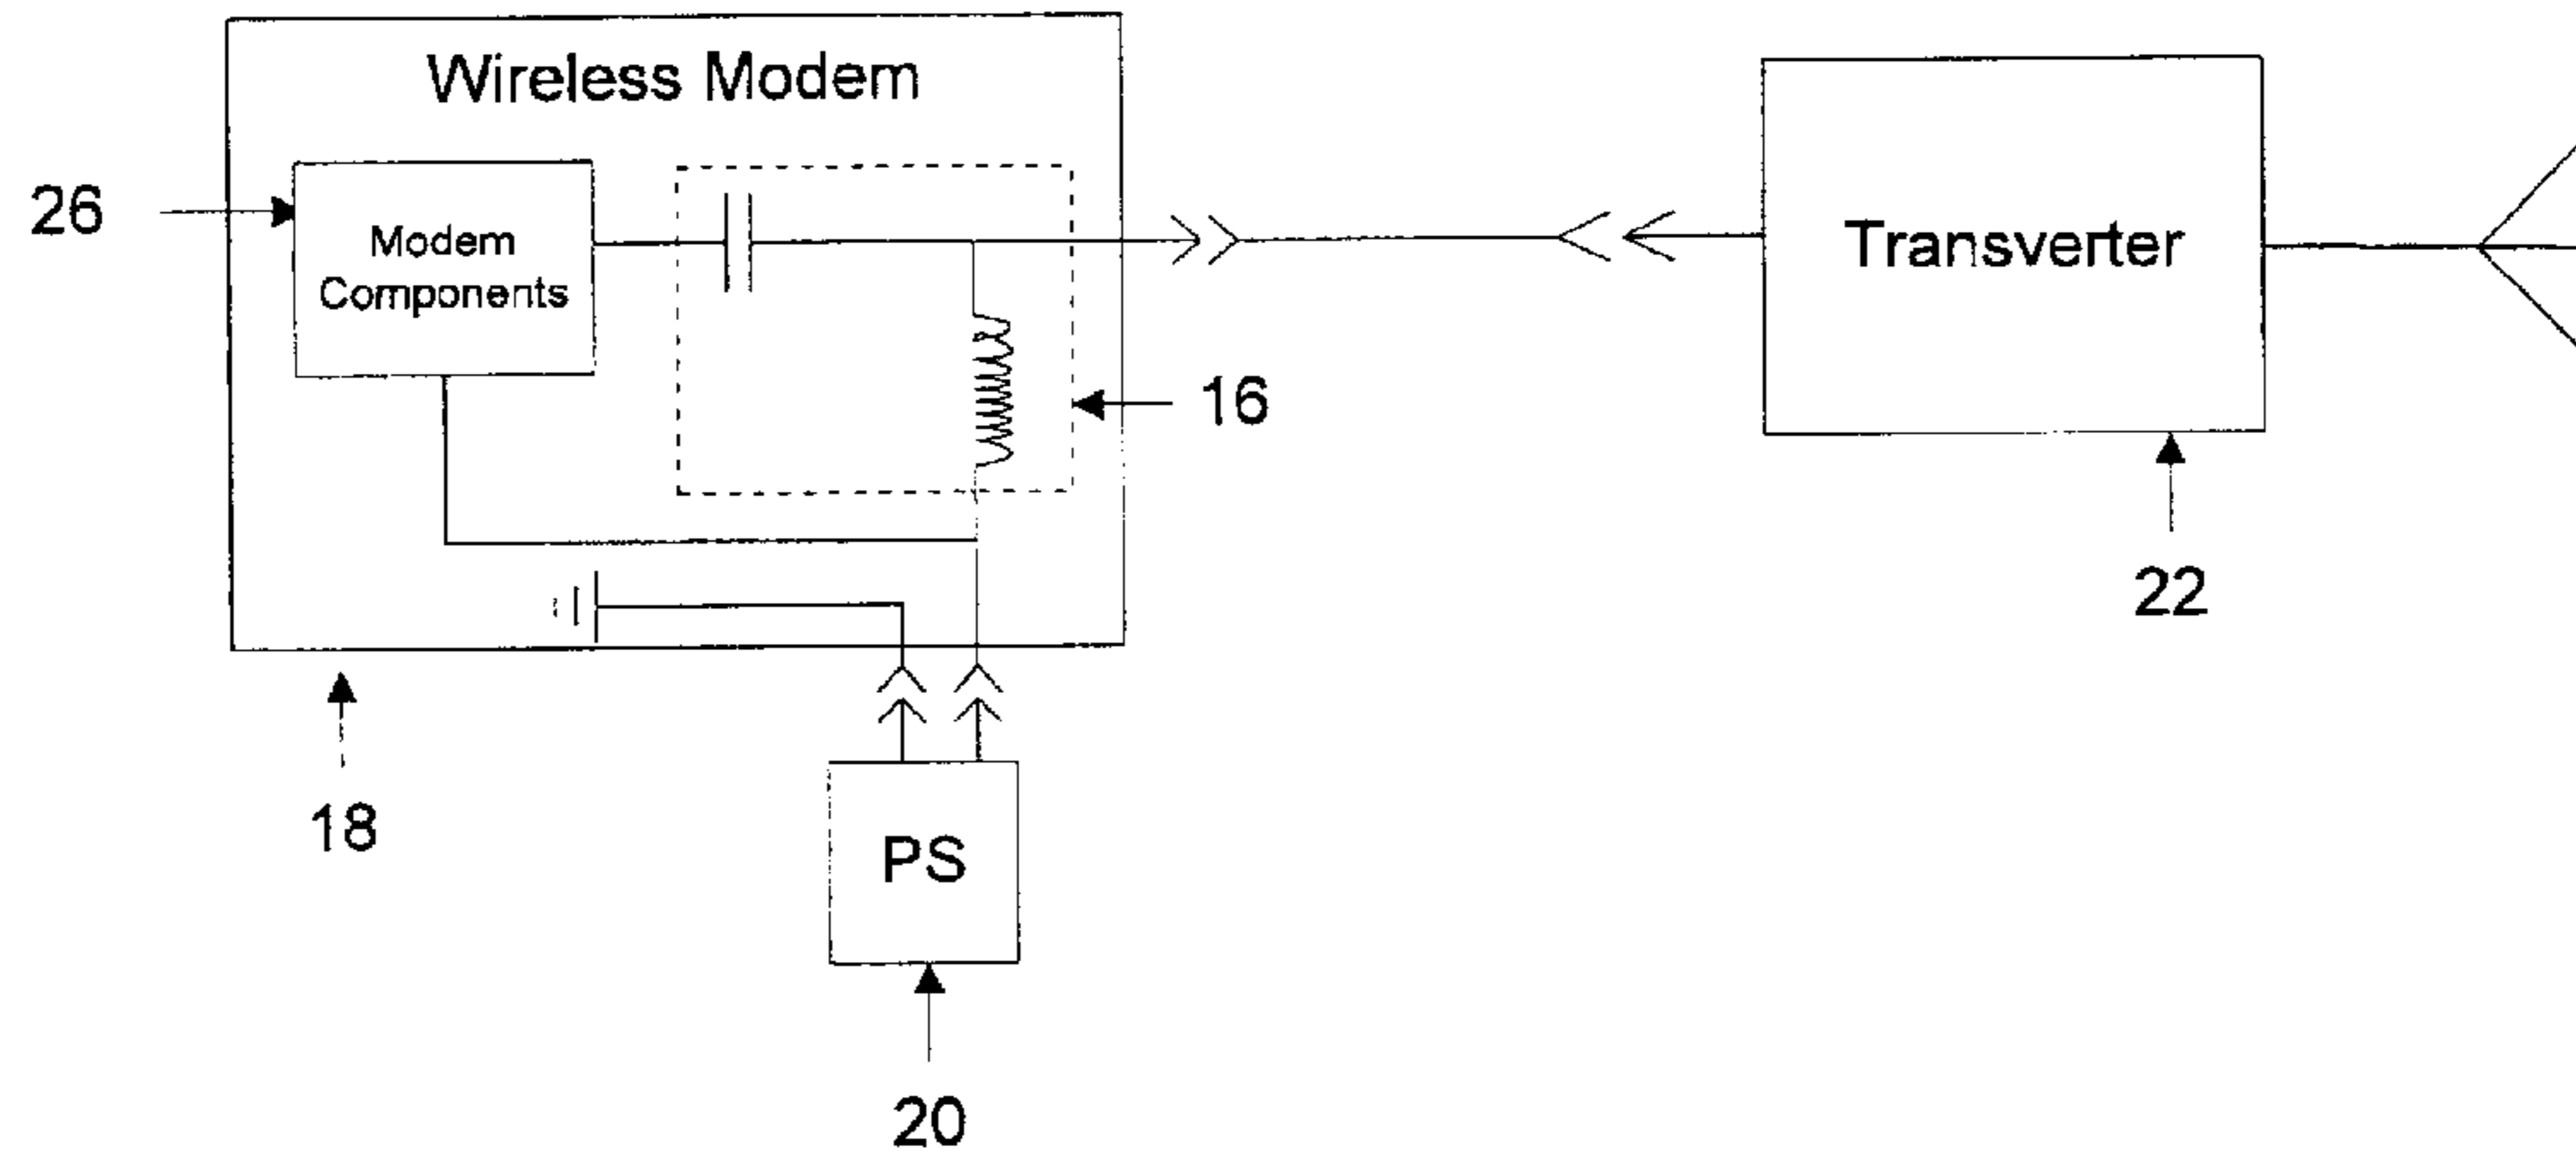 Wireless Modem
26
Modem
Components
Transverter
16
22
18
PS
20